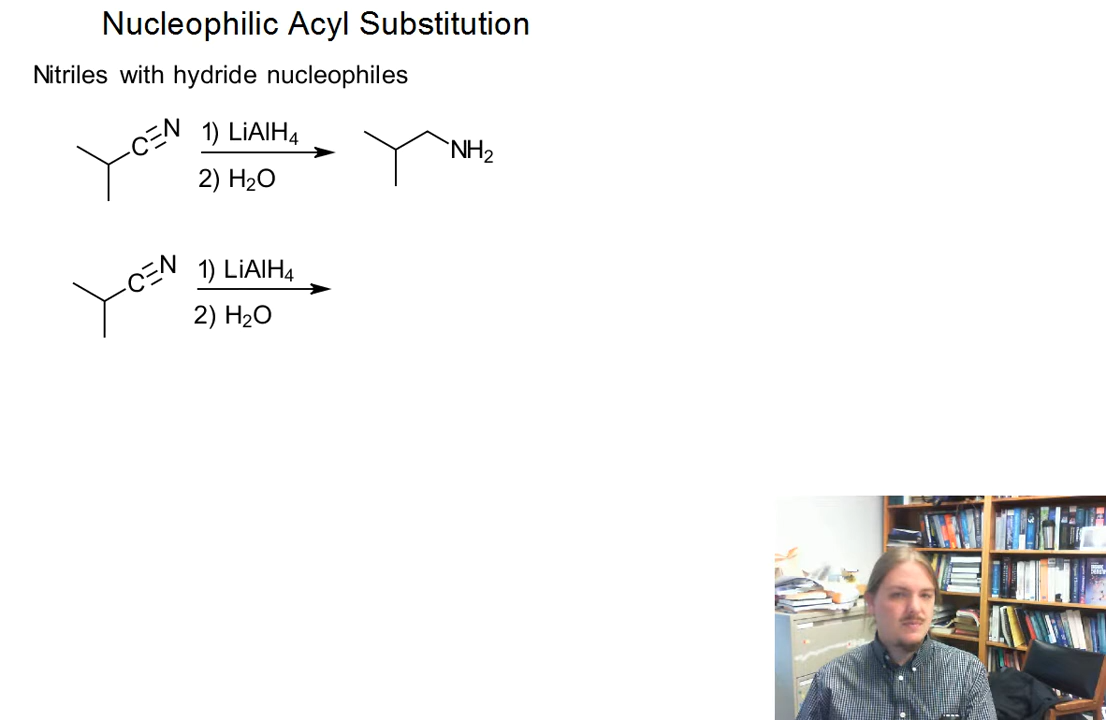 Nucleophilic Acyl Substitution
Nitriles with hydride nucleophiles
C≡N 1) LiAlH₄
2) H₂O
NH₂
C≡N 1) LiAlH₄
2) H₂O